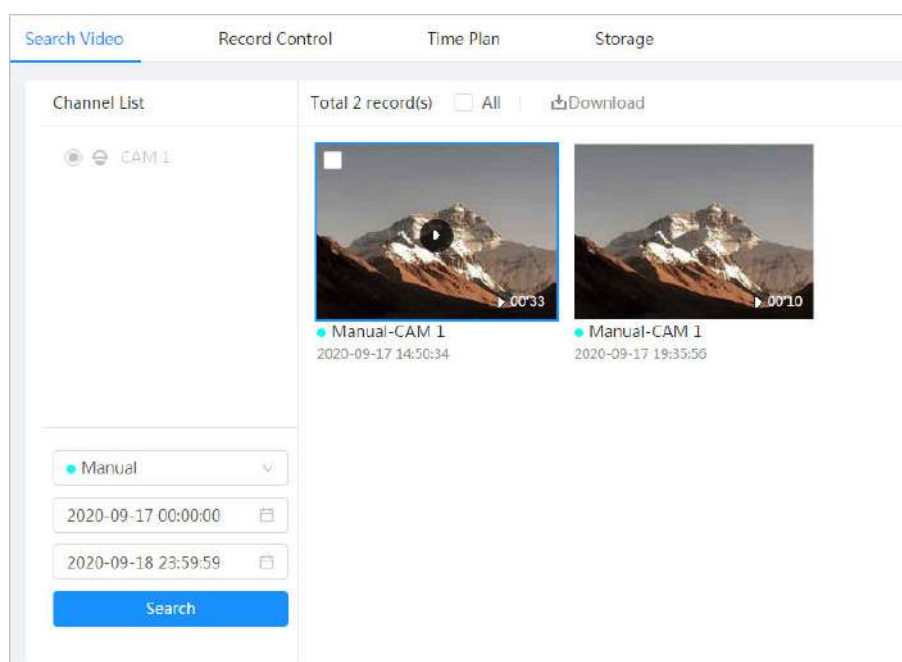 Search Video Record Control Time Plan Storage
Channel List
Total 2 record(s) All Download
CAM 1
00'33
00'10
Manual-CAM 1
2020-09-17 14:50:34
Manual-CAM 1
2020-09-17 19:35:56
Manual
2020-09-17 00:00:00
2020-09-18 23:59:59
Search